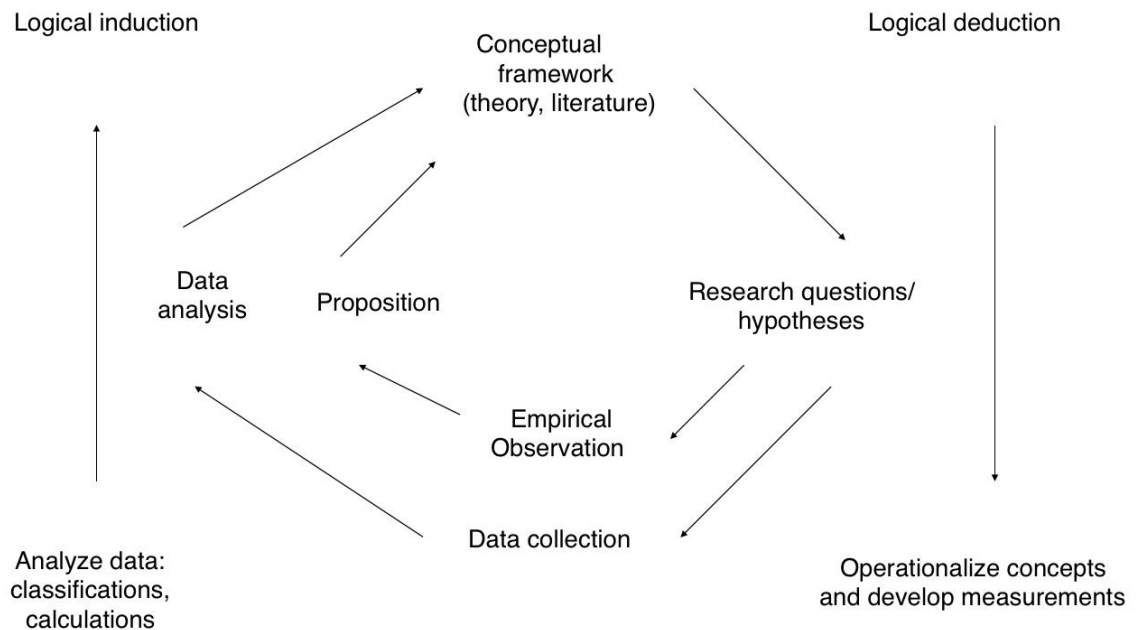 Logical induction
Logical deduction
Conceptual
framework
(theory, literature)
Data
analysis
Proposition
Research questions/
hypotheses
Empirical
Observation
Data collection
Analyze data:
classifications,
calculations
Operationalize concepts
and develop measurements